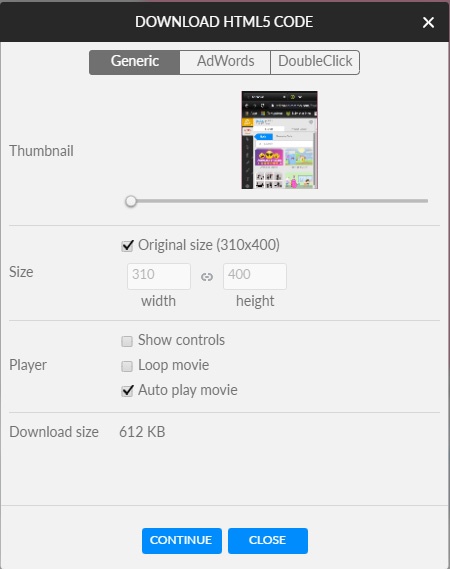 DOWNLOAD HTML5 CODE
Generic AdWords DoubleClick
Thumbnail
Original size (310x400)
Size
310 400
width height
Show controls
Player
Loop movie
Auto play movie
Download size 612 KB
CONTINUE CLOSE